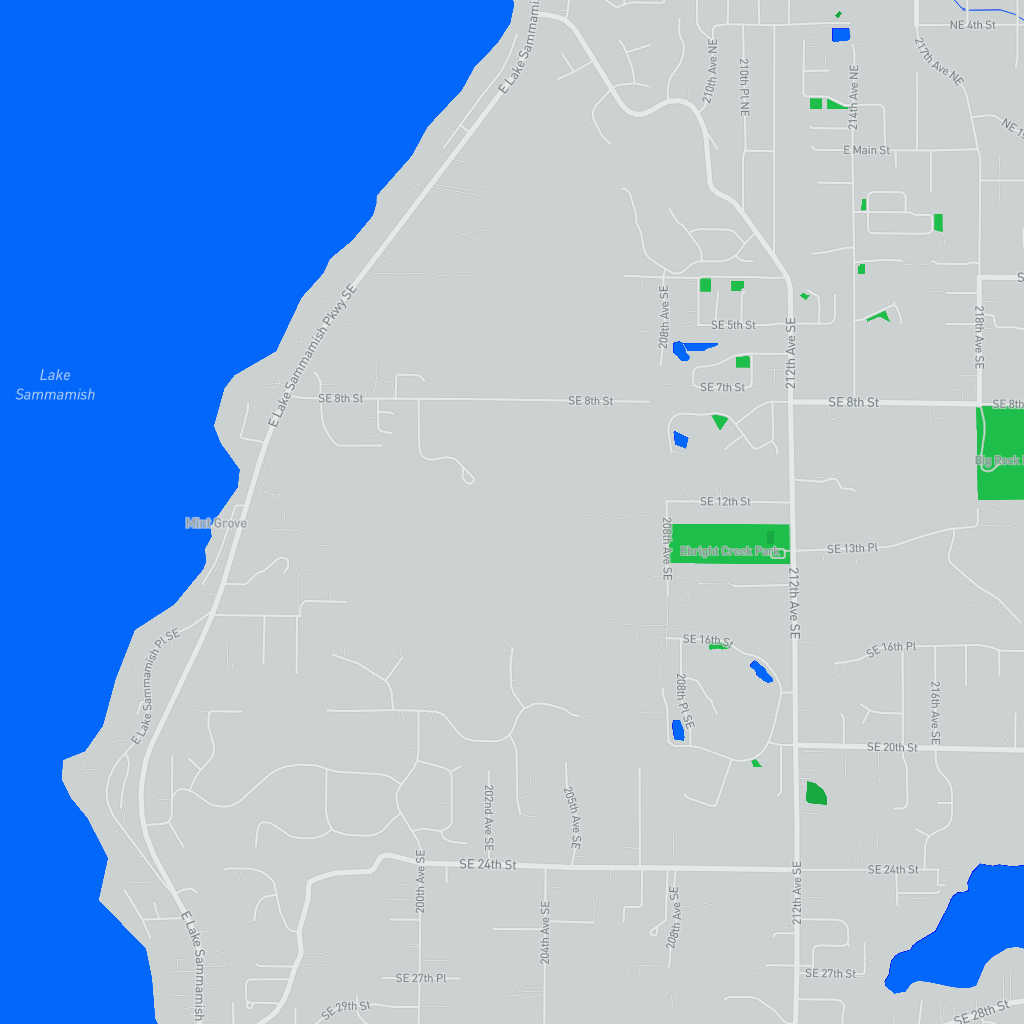 NE 4th St
E Lake Sammamish
210th Ave NE
210th Pl NE
214th Ave NE
217th Ave NE
E Main St
E Lake Sammamish Pkwy SE
208th Ave SE
SE 5th St
212th Ave SE
218th Ave SE
Lake
Sammamish
SE 7th St
SE 8th St
SE 8th St
SE 8th St
SE 8th
Big Rock
SE 12th St
Mint Grove
208th Ave SE
Ebright Creek Park
SE 13th Pl
212th Ave SE
E Lake Sammamish Pl SE
SE 16th St
SE 16th Pl
208th Pl SE
216th Ave SE
SE 20th St
202nd Ave SE
205th Ave SE
SE 24th St
SE 24th St
200th Ave SE
204th Ave SE
208th Ave SE
212th Ave SE
E Lake Sammamish
SE 27th Pl
SE 27th St
SE 29th St
SE 28th St